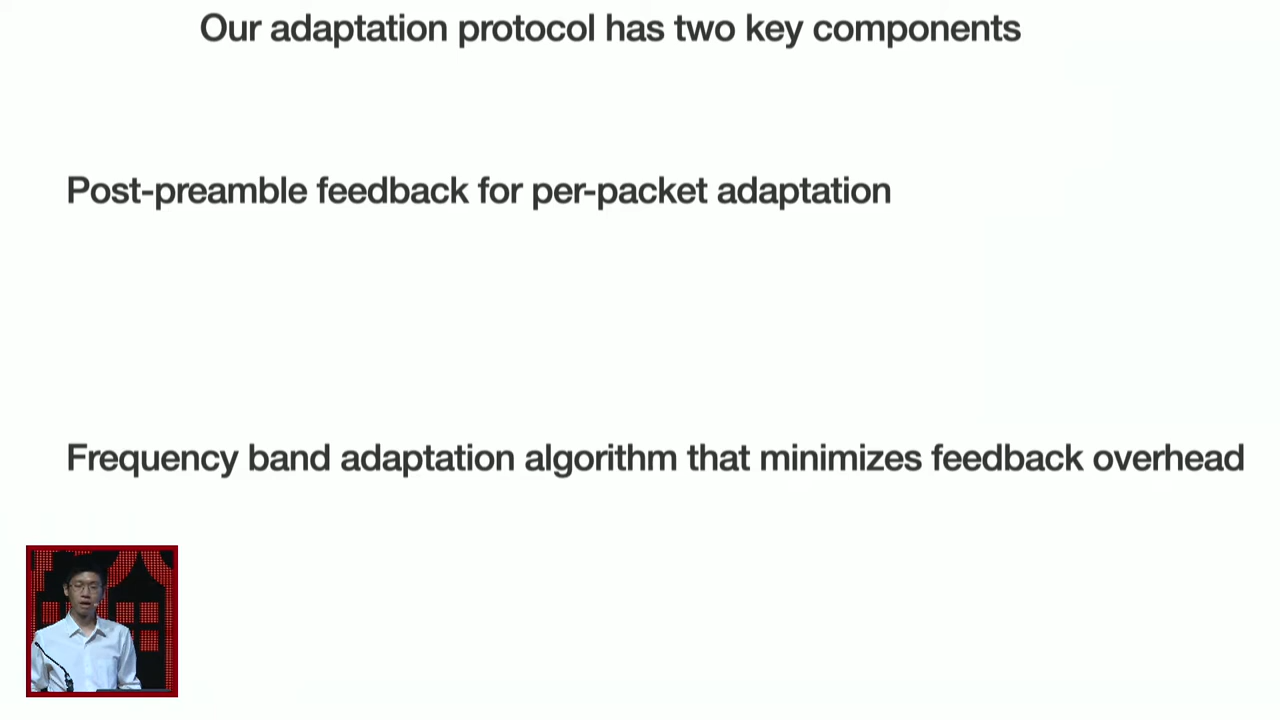 Our adaptation protocol has two key components
Post-preamble feedback for per-packet adaptation
Frequency band adaptation algorithm that minimizes feedback overhead